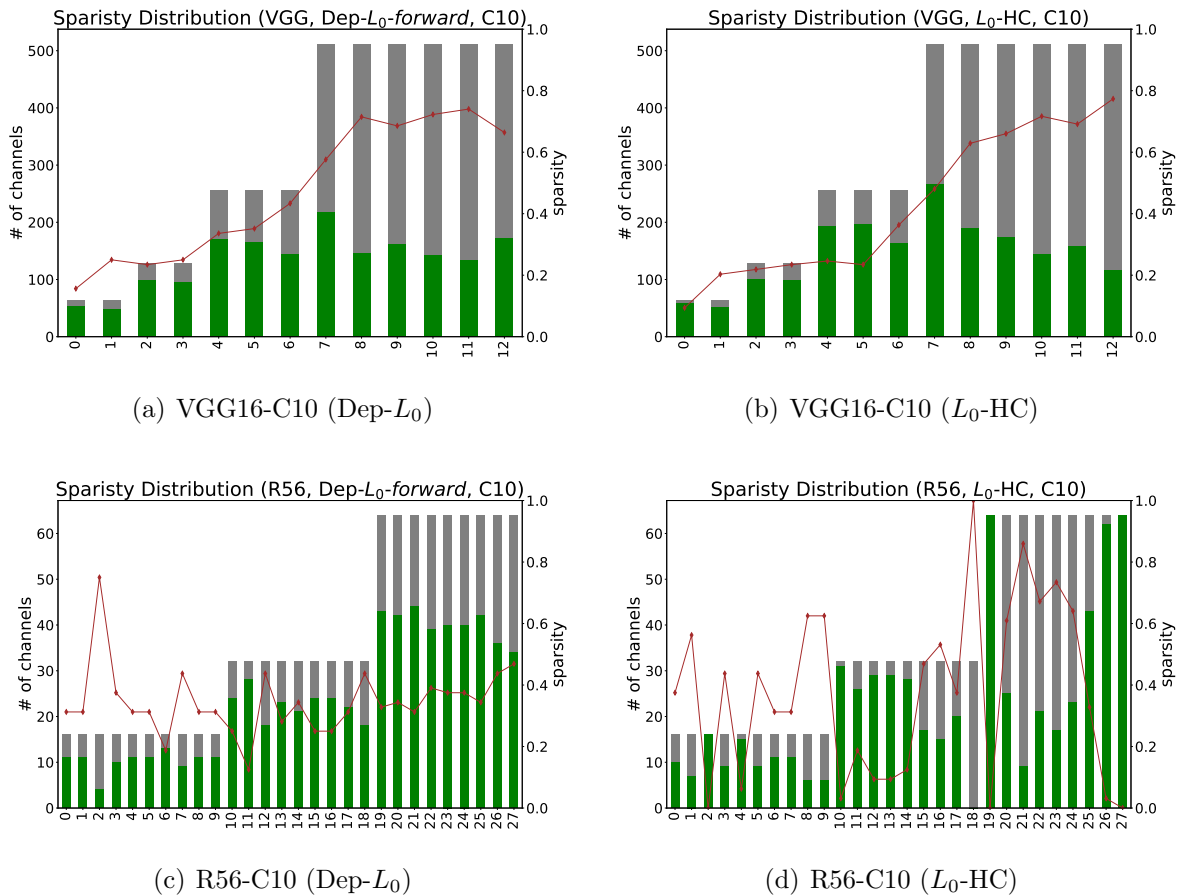 Sparisty Distribution (VGG, Dep-L0-forward, C10)
# of channels
0 100 200 300 400 500
sparsity
0.0 0.2 0.4 0.6 0.8 1.0
0 1 2 3 4 5 6 7 8 9 10 11 12
(a) VGG16-C10 (Dep-L0)
Sparisty Distribution (VGG, L0-HC, C10)
# of channels
0 100 200 300 400 500
sparsity
0.0 0.2 0.4 0.6 0.8 1.0
0 1 2 3 4 5 6 7 8 9 10 11 12
(b) VGG16-C10 (L0-HC)
Sparisty Distribution (R56, Dep-L0-forward, C10)
# of channels
0 10 20 30 40 50 60
sparsity
0.0 0.2 0.4 0.6 0.8 1.0
0 1 2 3 4 5 6 7 8 9 10 11 12 13 14 15 16 17 18 19 20 21 22 23 24 25 26 27
(c) R56-C10 (Dep-L0)
Sparisty Distribution (R56, L0-HC, C10)
# of channels
0 10 20 30 40 50 60
sparsity
0.0 0.2 0.4 0.6 0.8 1.0
0 1 2 3 4 5 6 7 8 9 10 11 12 13 14 15 16 17 18 19 20 21 22 23 24 25 26 27
(d) R56-C10 (L0-HC)